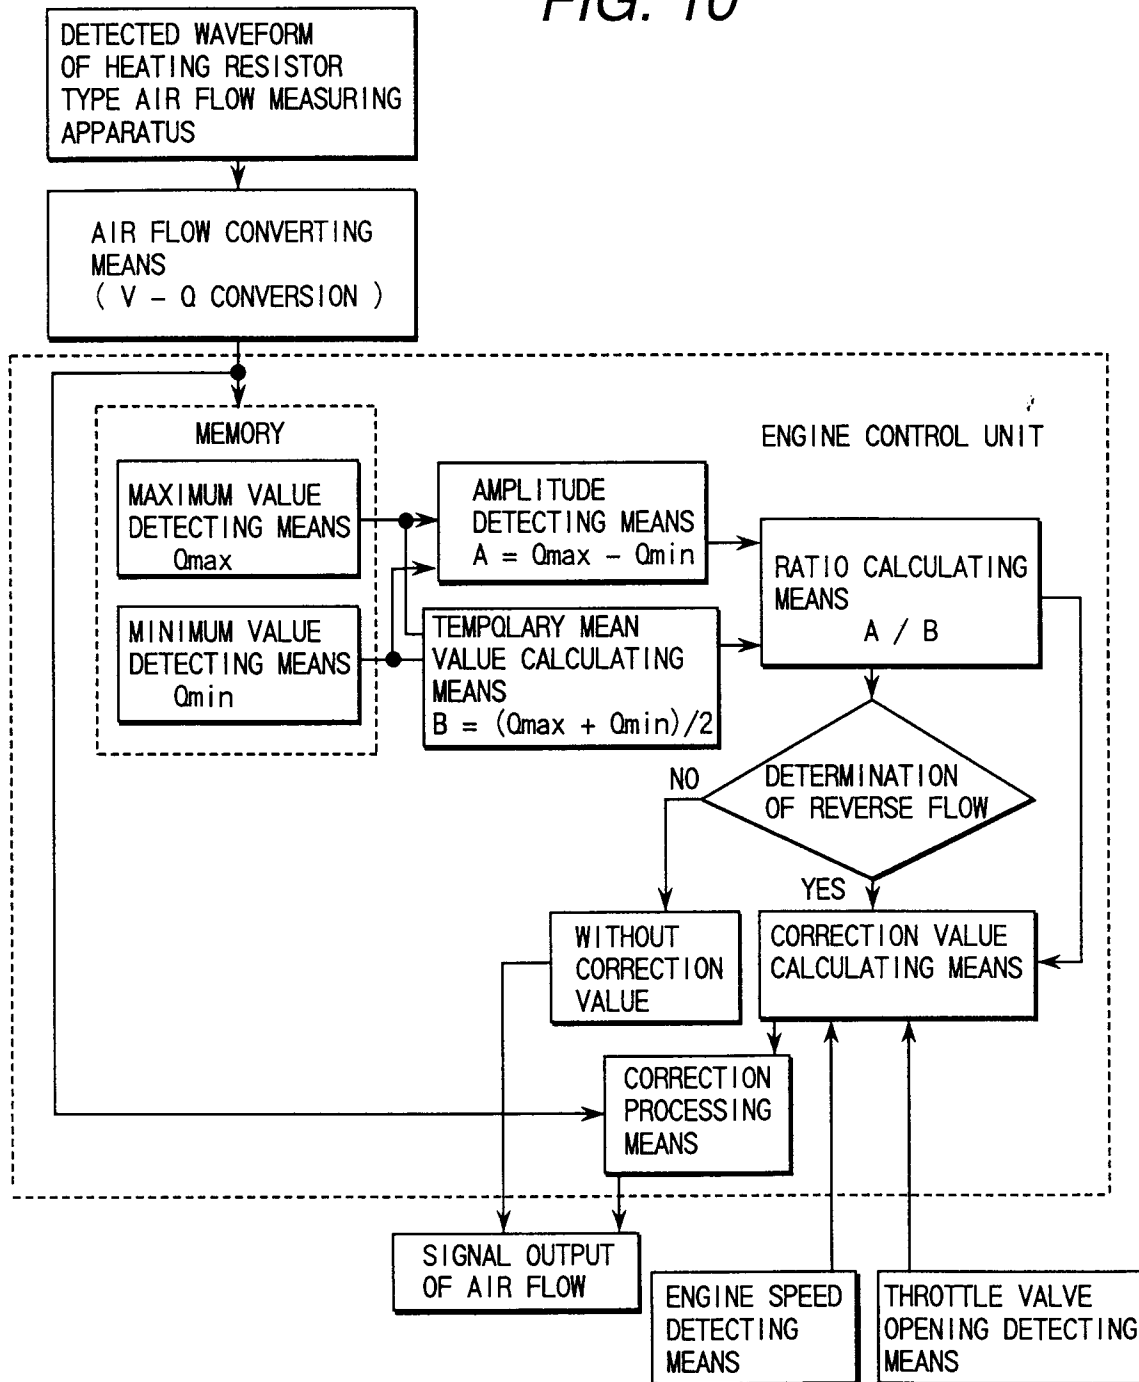 FIG. 10
DETECTED WAVEFORM
OF HEATING RESISTOR
TYPE AIR FLOW MEASURING
APPARATUS
AIR FLOW CONVERTING
MEANS
( V - Q CONVERSION )
MEMORY
ENGINE CONTROL UNIT
MAXIMUM VALUE
DETECTING MEANS
Qmax
MINIMUM VALUE
DETECTING MEANS
Qmin
AMPLITUDE
DETECTING MEANS
A = Qmax - Qmin
TEMPOLARY MEAN
VALUE CALCULATING
MEANS
B = (Qmax + Qmin)/2
RATIO CALCULATING
MEANS
A / B
DETERMINATION
OF REVERSE FLOW
NO
YES
WITHOUT
CORRECTION
VALUE
CORRECTION VALUE
CALCULATING MEANS
CORRECTION
PROCESSING
MEANS
SIGNAL OUTPUT
OF AIR FLOW
ENGINE SPEED
DETECTING
MEANS
THROTTLE VALVE
OPENING DETECTING
MEANS